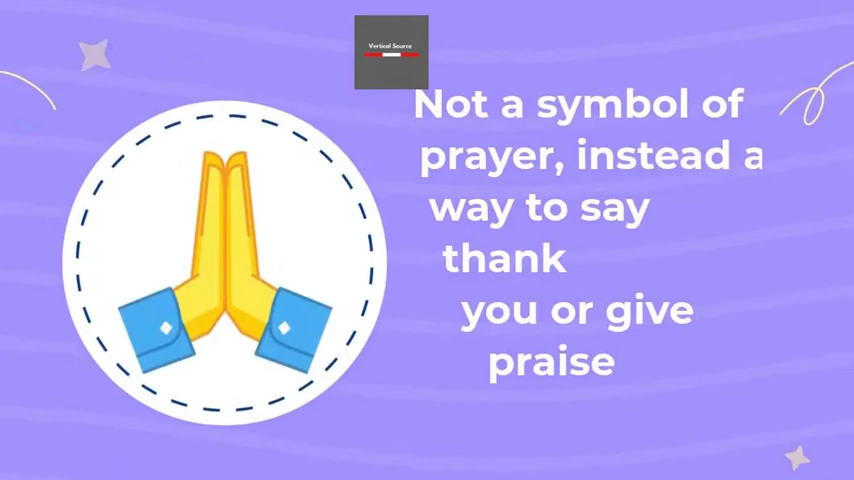 Vertical Source
Not a symbol of
prayer, instead a
way to say
thank
you or give
praise